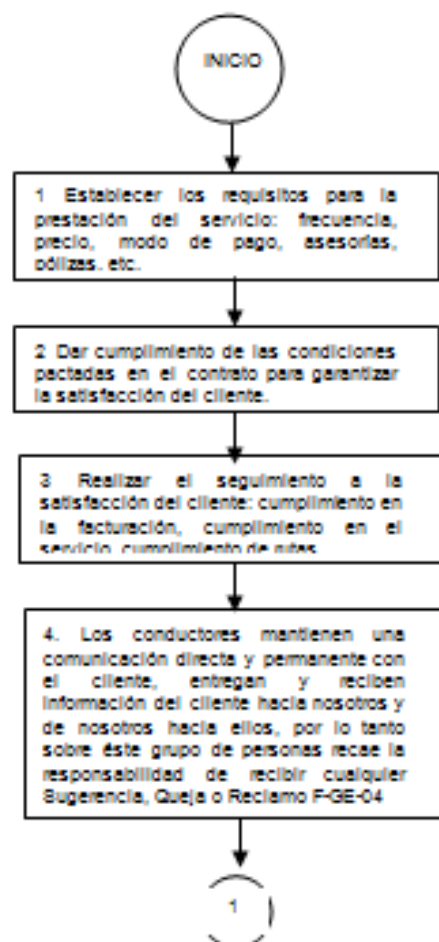 INICIO
1 Establecer los requisitos para la
prestación del servicio: frecuencia,
precio, modo de pago, asesorías,
pólizas. etc.
2 Dar cumplimiento de las condiciones
pactadas en el contrato para garantizar
la satisfacción del cliente.
3 Realizar el seguimiento a la
satisfacción del cliente: cumplimiento en
la facturación, cumplimiento en el
servicio, cumplimiento de rutas
4. Los conductores mantienen una
comunicación directa y permanente con
el cliente, entregan y reciben
información del cliente hacia nosotros y
de nosotros hacia ellos, por lo tanto
sobre éste grupo de personas recae la
responsabilidad de recibir cualquier
Sugerencia, Queja o Reclamo F-GE-04
1